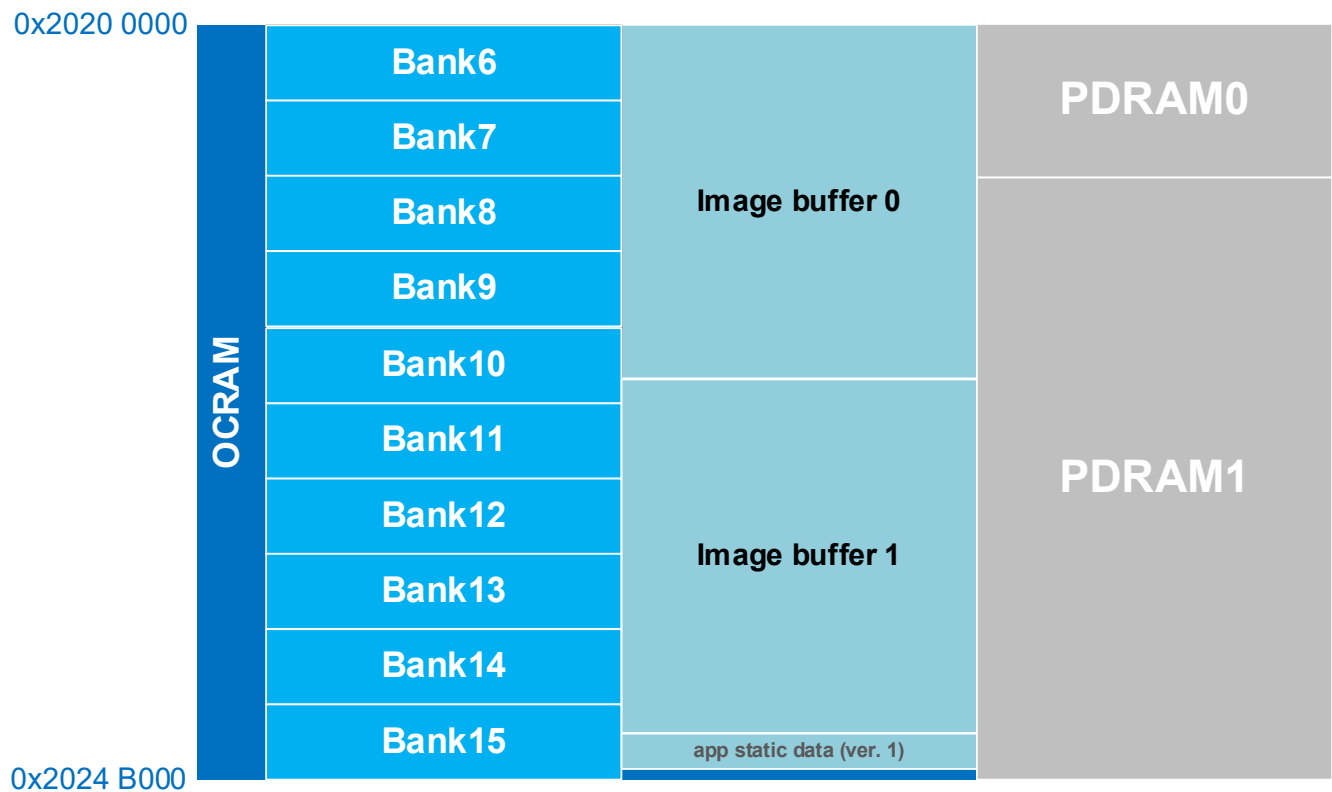 0x2020 0000
OCRAM
Bank6
Bank7
Bank8
Bank9
Bank10
Bank11
Bank12
Bank13
Bank14
Bank15
0x2024 B000
Image buffer 0
Image buffer 1
app static data (ver. 1)
PDRAM0
PDRAM1